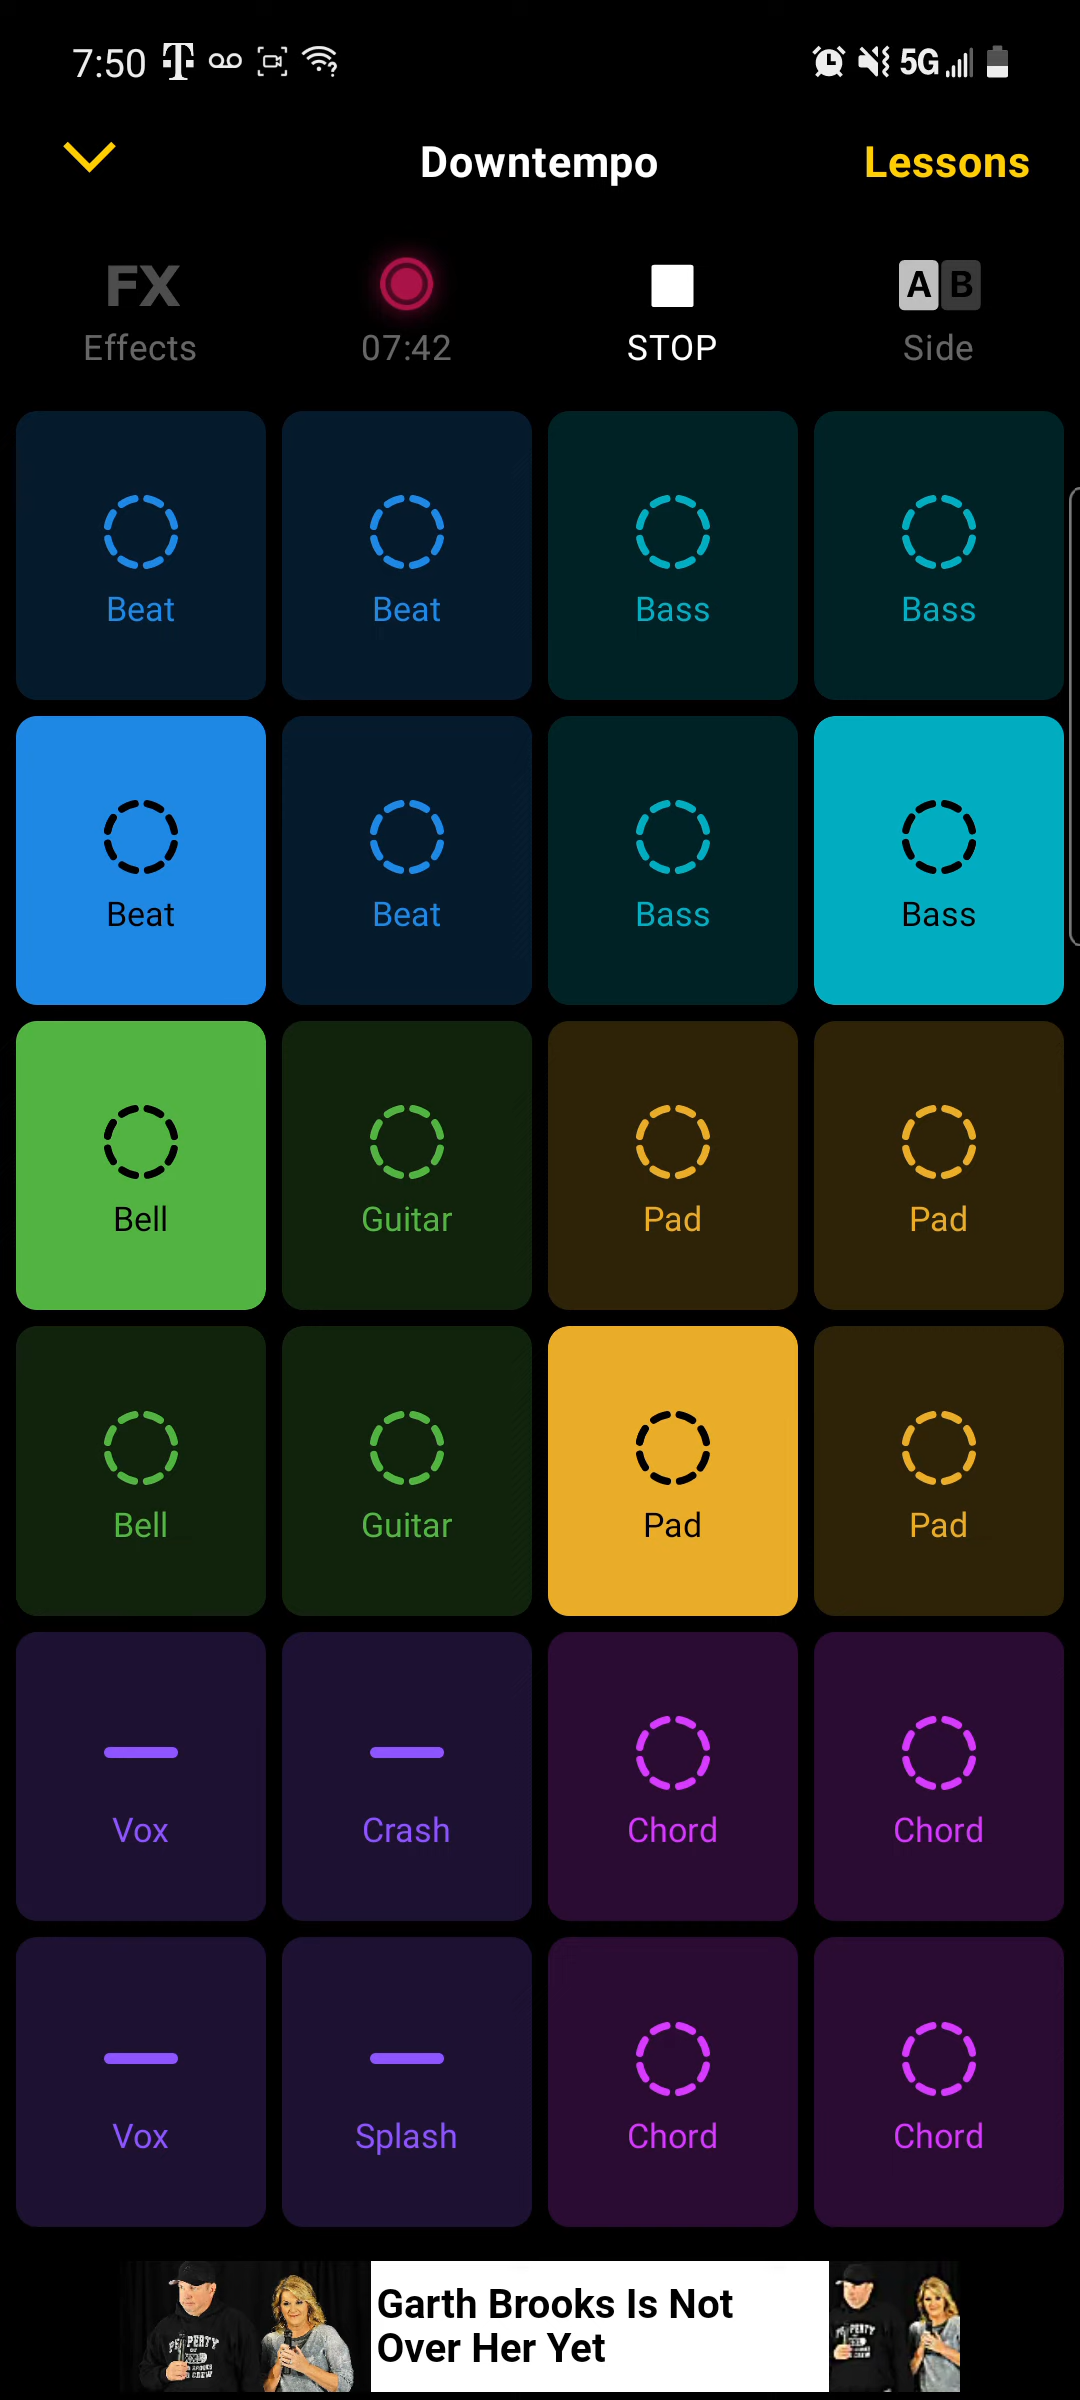 7:50 5G
Downtempo Lessons
FX A B
Effects 07:42 STOP Side
Beat Beat Bass Bass
Beat Beat Bass Bass
Bell Guitar Pad Pad
Bell Guitar Pad Pad
Vox Crash Chord Chord
Vox Splash Chord Chord
Garth Brooks Is Not
Over Her Yet